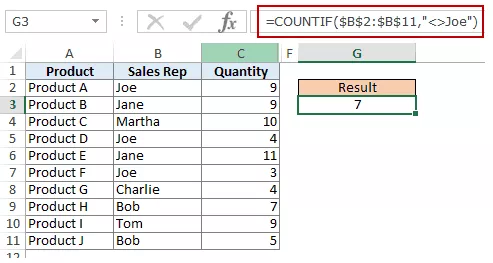 G3 fx =COUNTIF($B$2:$B$11,"<>Joe")
A B C F G
1 Product Sales Rep Quantity
2 Product A Joe 9 Result
3 Product B Jane 9 7
4 Product C Martha 10
5 Product D Joe 4
6 Product E Jane 11
7 Product F Joe 3
8 Product G Charlie 4
9 Product H Bob 7
10 Product I Tom 9
11 Product J Bob 5
12